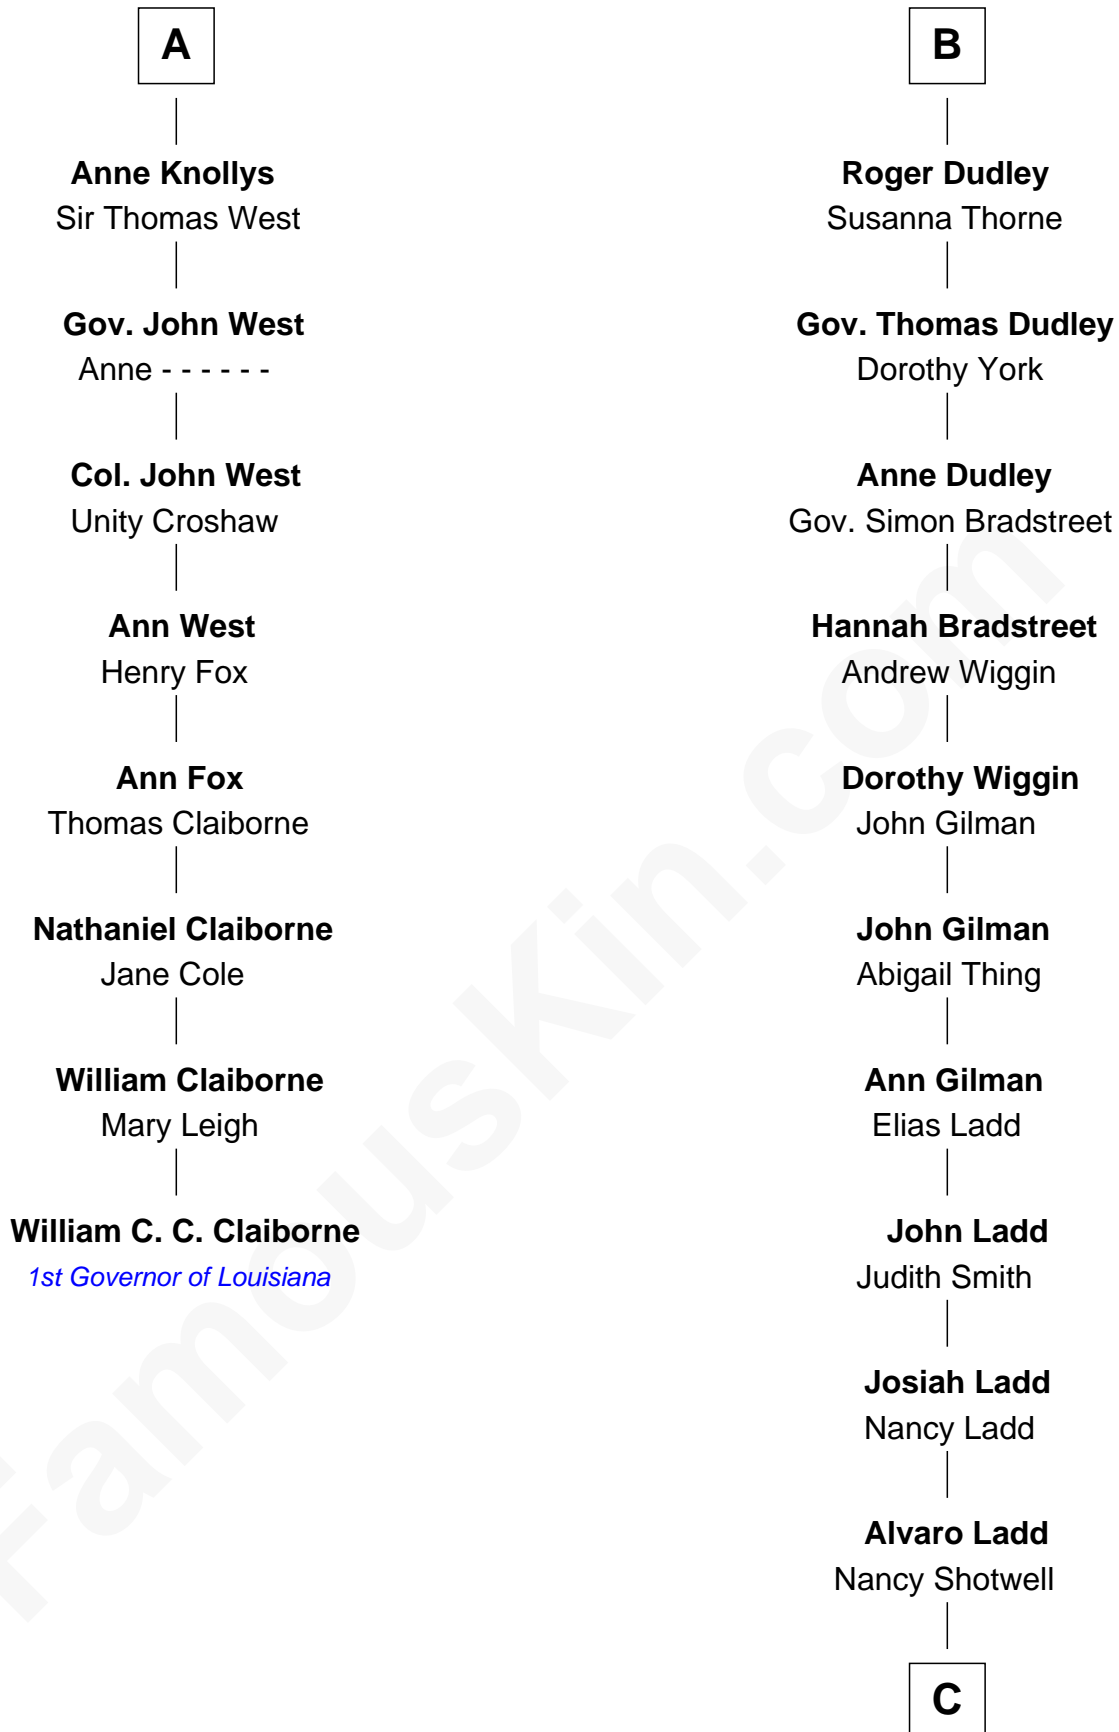 A
Anne Knollys
Sir Thomas West
Gov. John West
Anne - - - - - -
Col. John West
Unity Croshaw
Ann West
Henry Fox
Ann Fox
Thomas Claiborne
Nathaniel Claiborne
Jane Cole
William Claiborne
Mary Leigh
William C. C. Claiborne
1st Governor of Louisiana
B
Roger Dudley
Susanna Thorne
Gov. Thomas Dudley
Dorothy York
Anne Dudley
Gov. Simon Bradstreet
Hannah Bradstreet
Andrew Wiggin
Dorothy Wiggin
John Gilman
John Gilman
Abigail Thing
Ann Gilman
Elias Ladd
John Ladd
Judith Smith
Josiah Ladd
Nancy Ladd
Alvaro Ladd
Nancy Shotwell
C
FamousKin.com